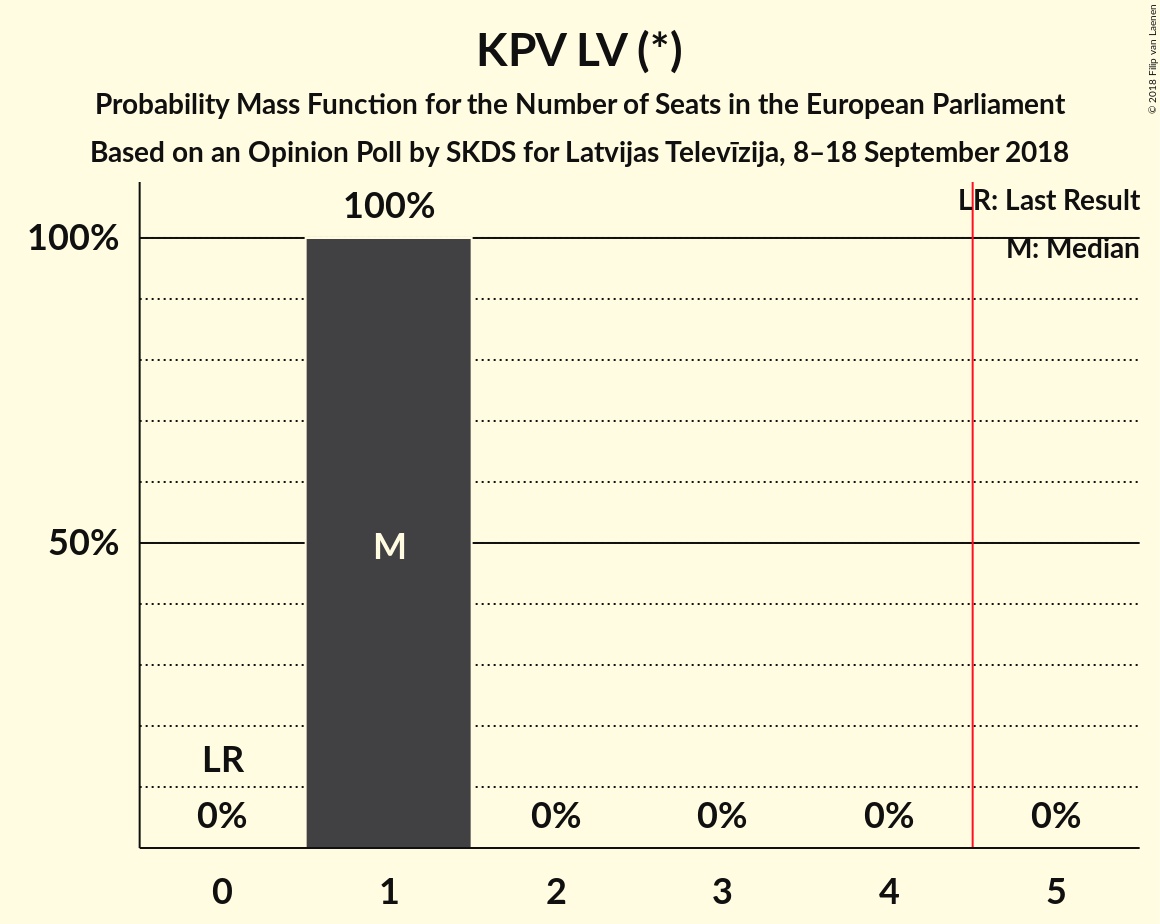 KPV LV (*)
Probability Mass Function for the Number of Seats in the European Parliament
Based on an Opinion Poll by SKDS for Latvijas Televīzija, 8–18 September 2018
© 2018 Filip van Laenen
LR: Last Result
M: Median
100%
100%
50%
M
LR
0%
0%
0%
0%
0%
0
1
2
3
4
5